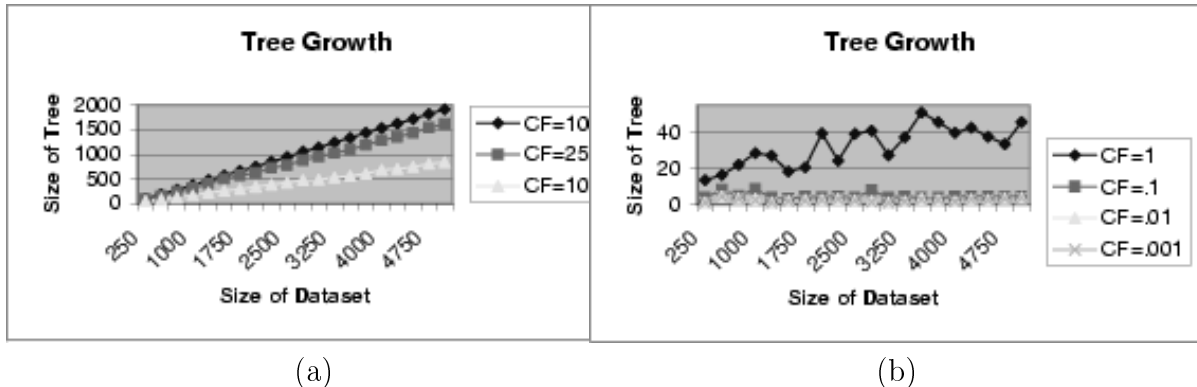 Tree Growth
Size of Tree
2000
1500
1000
500
0
250
1000
1750
2500
3250
4000
4750
Size of Dataset
CF=10
CF=25
CF=10
(a)
Tree Growth
Size of Tree
40
20
0
250
1000
1750
2500
3250
4000
4750
Size of Dataset
CF=1
CF=.1
CF=.01
CF=.001
(b)